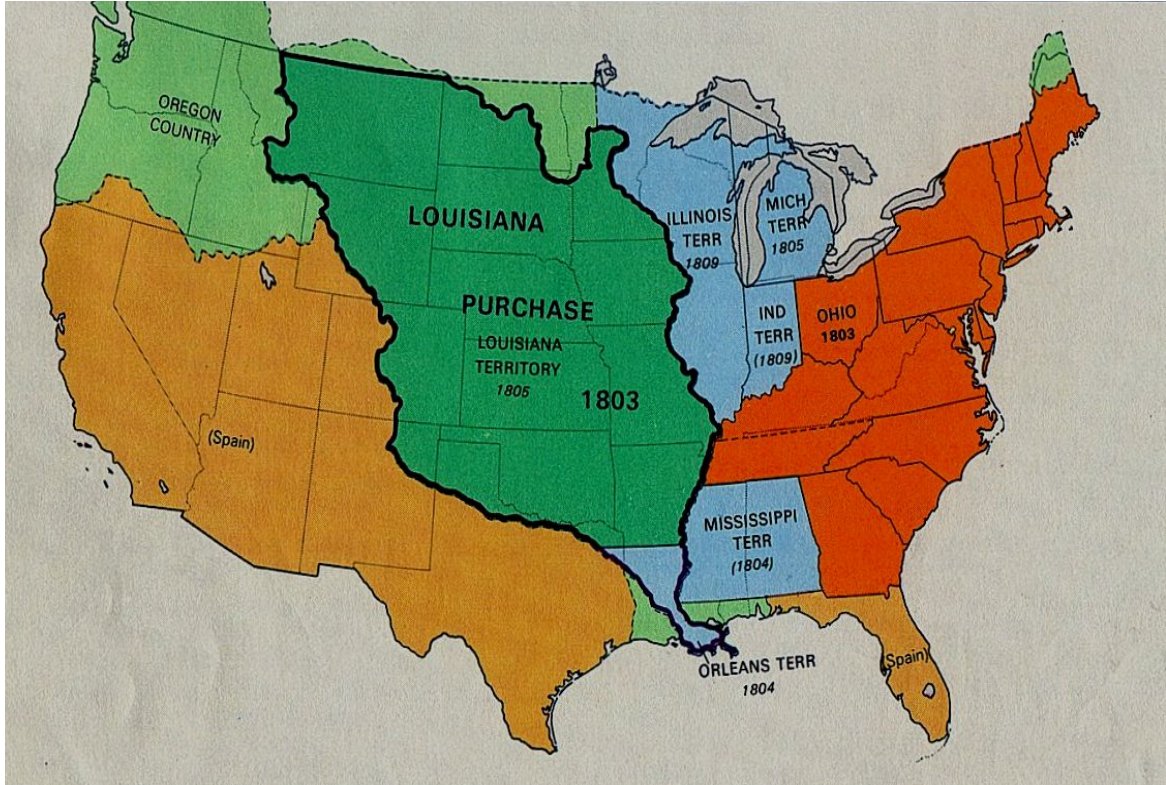 OREGON
COUNTRY
LOUISIANA
PURCHASE
LOUISIANA
TERRITORY
1805
1803
ILLINOIS
TERR
1809
MICH
TERR
1805
IND
TERR
(1809)
OHIO
1803
(Spain)
MISSISSIPPI
TERR
(1804)
ORLEANS TERR
1804
(Spain)